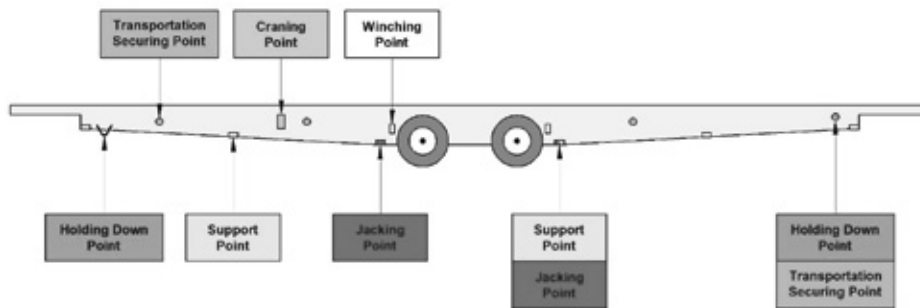 Transportation
Securing Point
Craning
Point
Winching
Point
Holding Down
Point
Support
Point
Jacking
Point
Support
Point
Jacking
Point
Holding Down
Point
Transportation
Securing Point